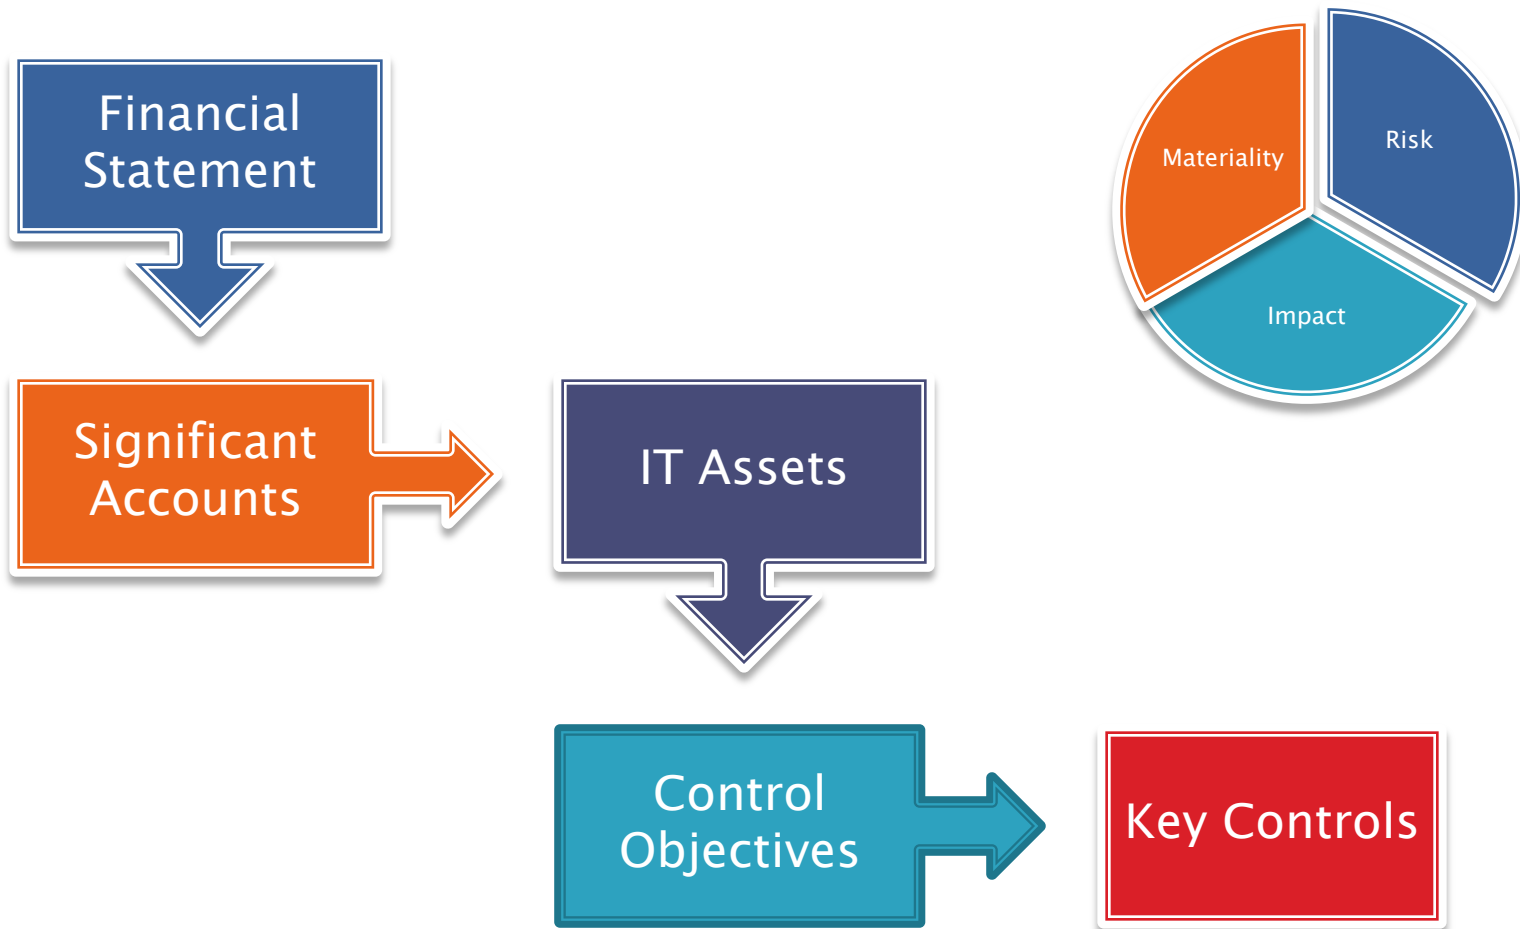 Financial
Statement
Materiality
Risk
Impact
Significant
Accounts
IT Assets
Control
Objectives
Key Controls